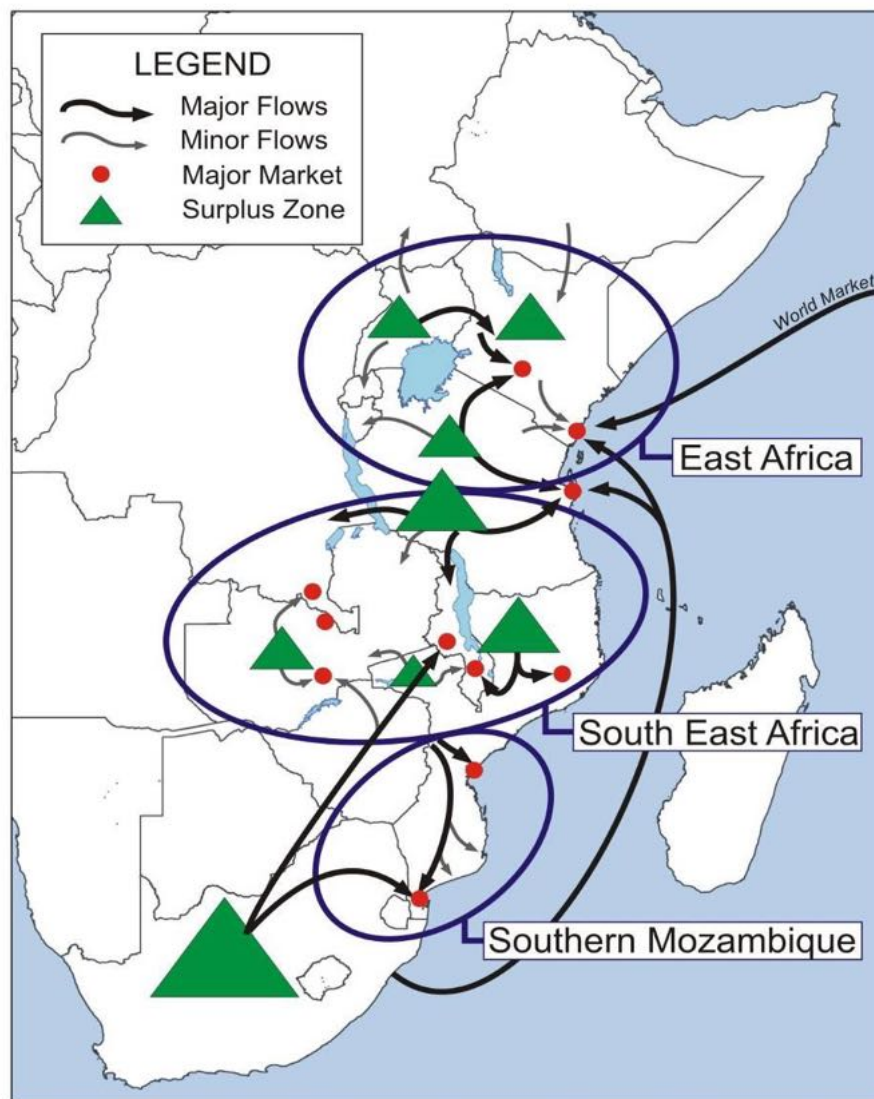 LEGEND
Major Flows
Minor Flows
Major Market
Surplus Zone
World Market
East Africa
South East Africa
Southern Mozambique